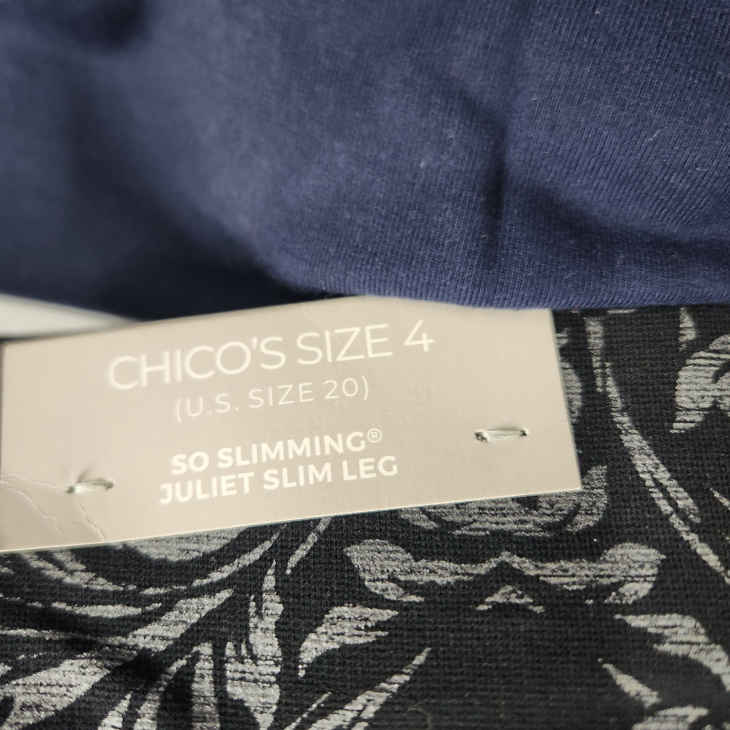 CHICO'S SIZE 4
(U.S. SIZE 20)
SO SLIMMING®
JULIET SLIM LEG